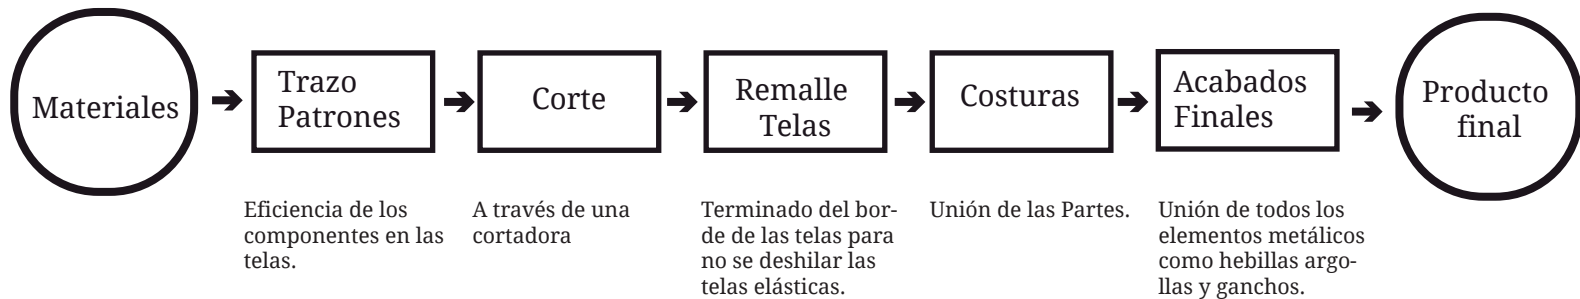 Materiales
Trazo
Patrones
Corte
Remalle
Telas
Costuras
Acabados
Finales
Producto
final
Eficiencia de los
componentes en las
telas.
A través de una
cortadora
Terminado del bor-
de de las telas para
no se deshilar las
telas elásticas.
Unión de las Partes.
Unión de todos los
elementos metálicos
como hebillas argo-
llas y ganchos.